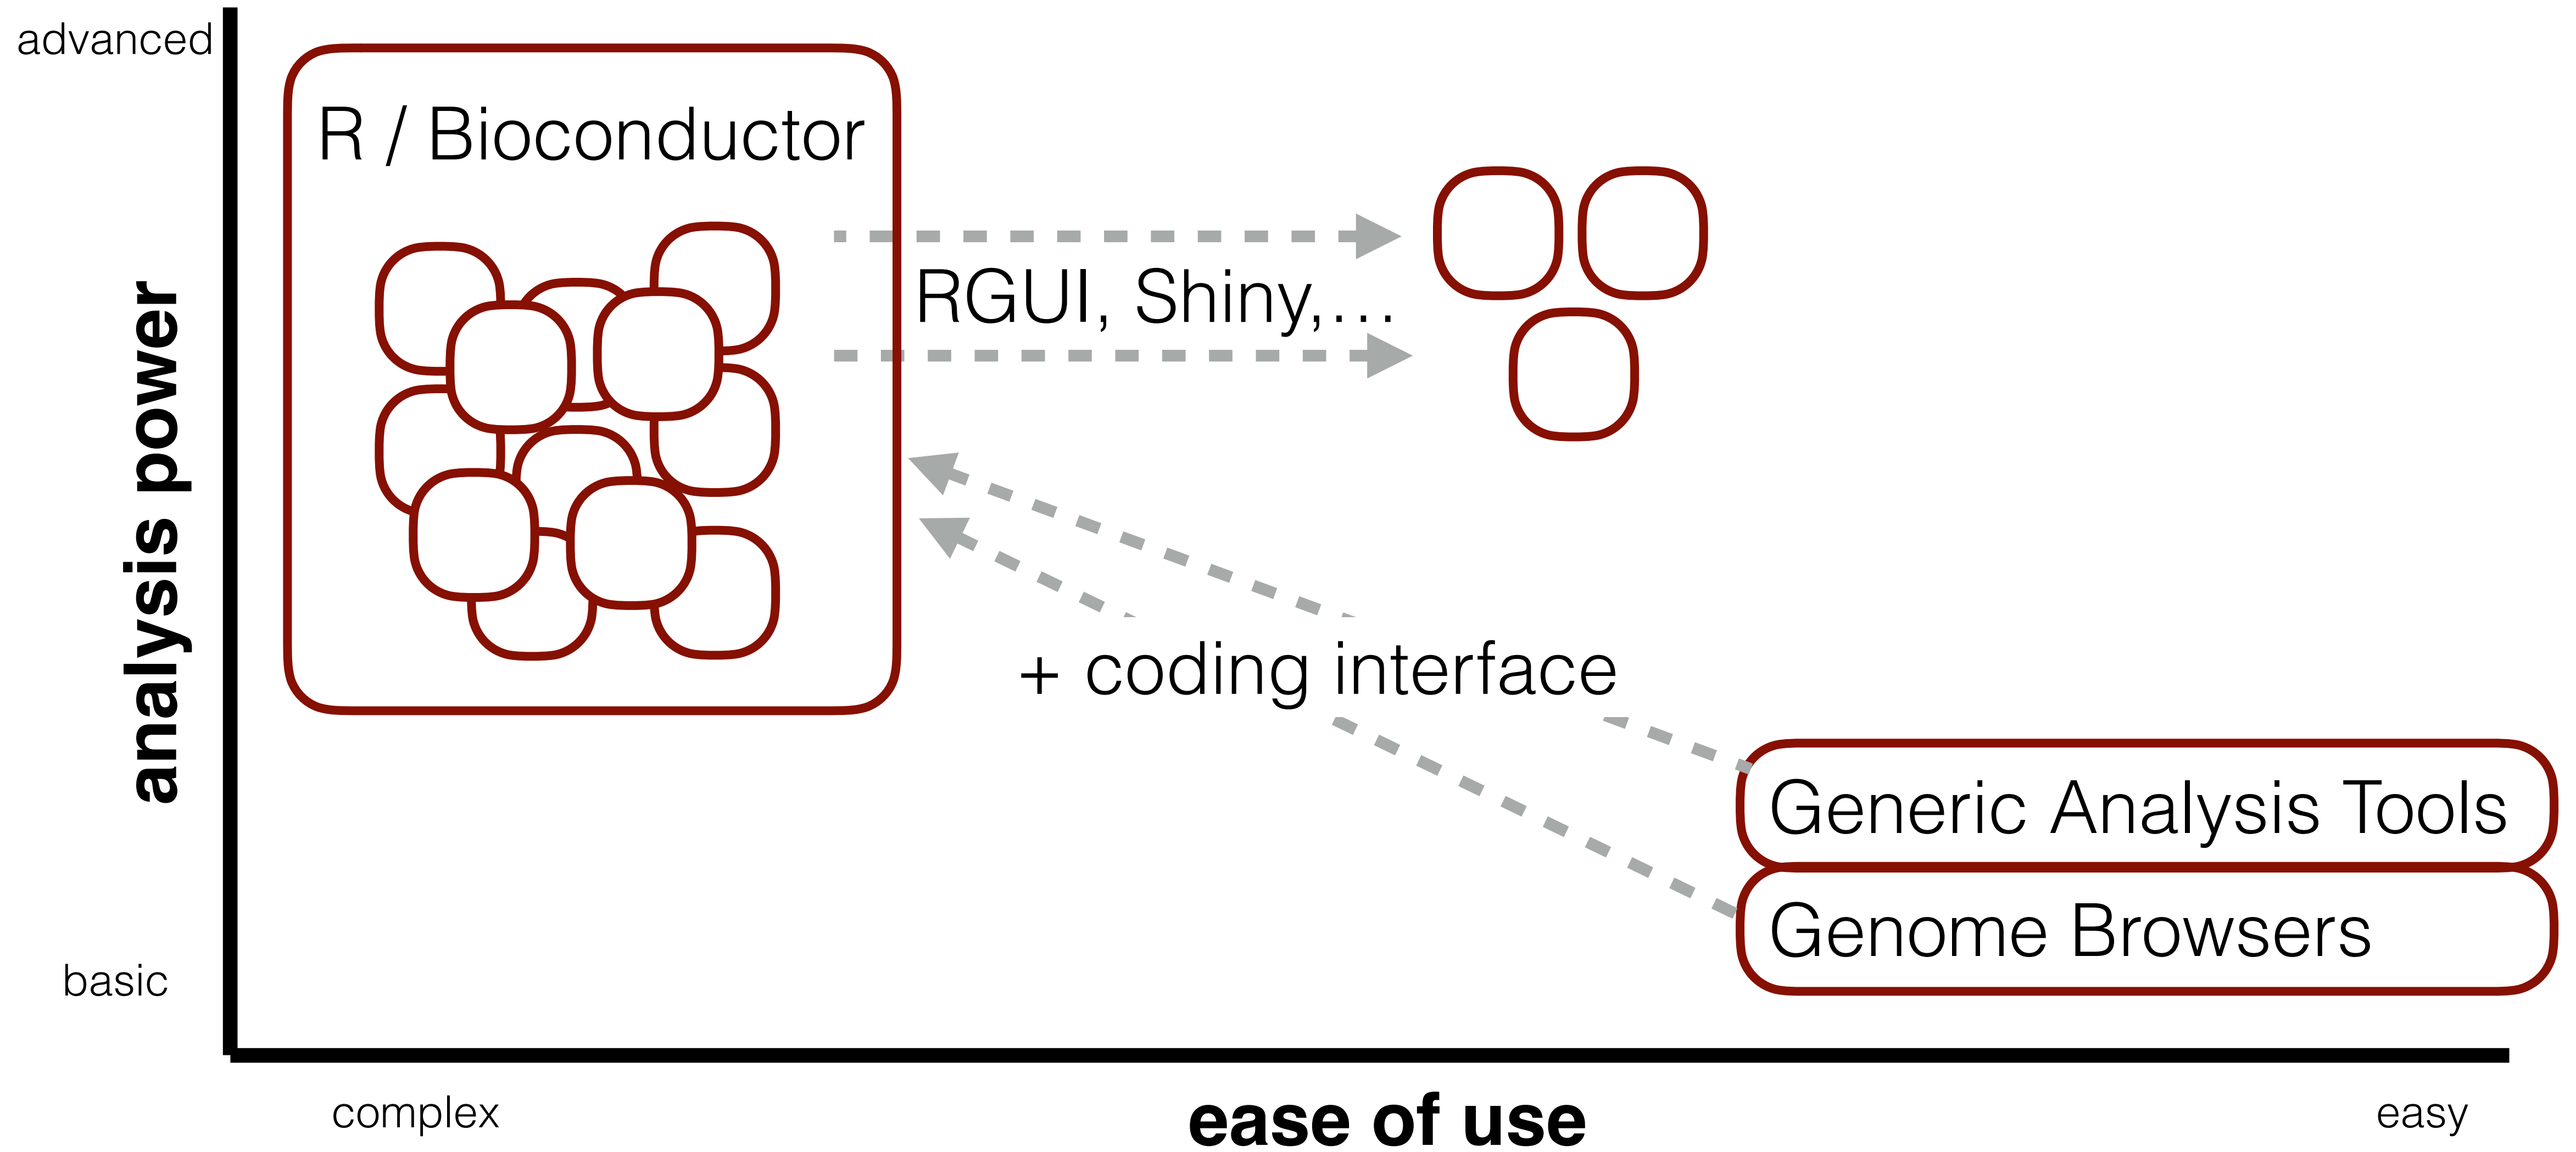 advanced
R / Bioconductor
RGUI, Shiny,...
analysis power
+ coding interface
Generic Analysis Tools
Genome Browsers
basic
complex
ease of use
easy